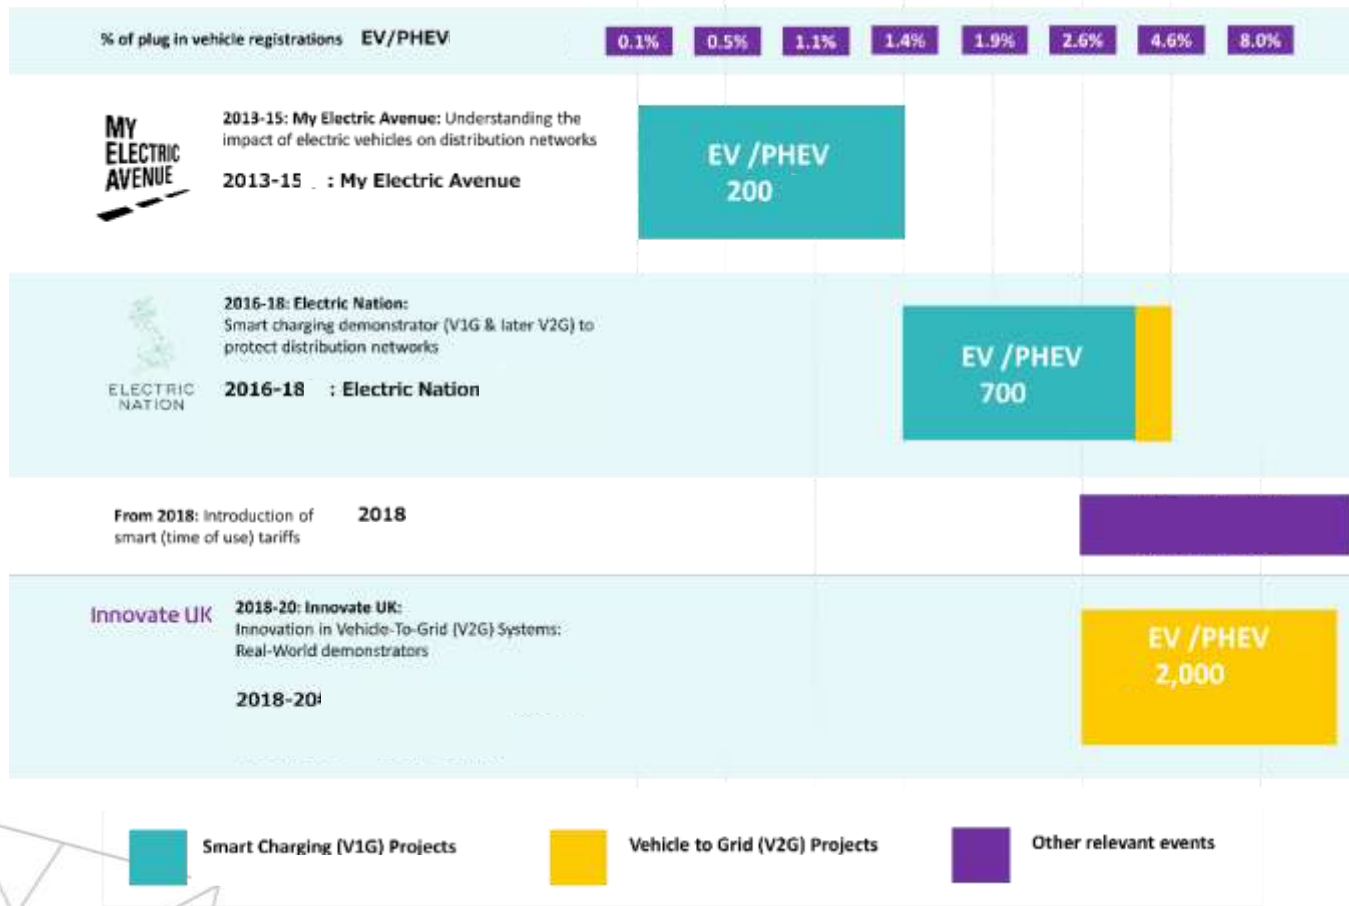 % of plug in vehicle registrations EV/PHEV
0.1% 0.5% 1.1% 1.4% 1.9% 2.6% 4.6% 8.0%
MY
ELECTRIC
AVENUE
2013-15: My Electric Avenue: Understanding the
impact of electric vehicles on distribution networks
2013-15 : My Electric Avenue
EV /PHEV
200
ELECTRIC
NATION
2016-18: Electric Nation:
Smart charging demonstrator (V1G & later V2G) to
protect distribution networks
2016-18 : Electric Nation
EV /PHEV
700
From 2018: Introduction of
smart (time of use) tariffs
2018
Innovate UK
2018-20: Innovate UK:
Innovation in Vehicle-To-Grid (V2G) Systems:
Real-World demonstrators
2018-20:
EV /PHEV
2,000
Smart Charging (V1G) Projects
Vehicle to Grid (V2G) Projects
Other relevant events